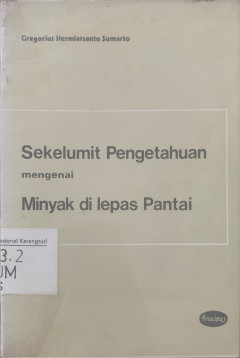 Gregorius Hermiarsanto Sumarto
Sekelumit Pengetahuan
mengenai
Minyak di lepas Pantai
3.2
UM
S